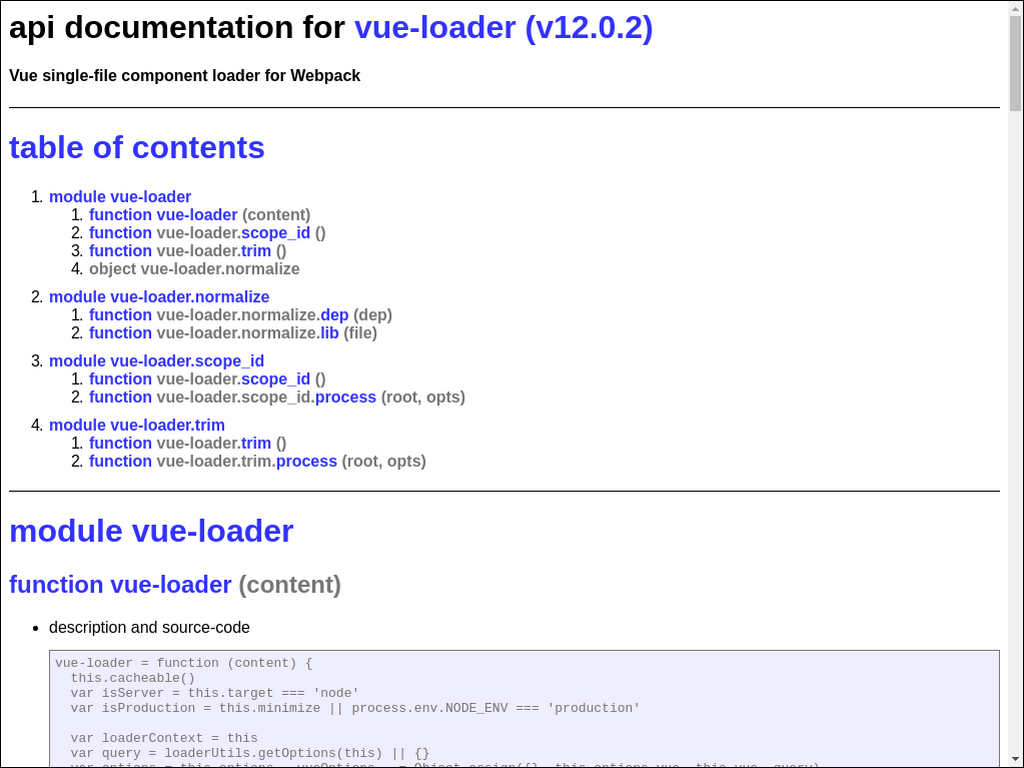 api documentation for vue-loader (v12.0.2)
Vue single-file component loader for Webpack
table of contents
1. module vue-loader
1. function vue-loader (content)
2. function vue-loader.scope_id ()
3. function vue-loader.trim ()
4. object vue-loader.normalize
2. module vue-loader.normalize
1. function vue-loader.normalize.dep (dep)
2. function vue-loader.normalize.lib (file)
3. module vue-loader.scope_id
1. function vue-loader.scope_id ()
2. function vue-loader.scope_id.process (root, opts)
4. module vue-loader.trim
1. function vue-loader.trim ()
2. function vue-loader.trim.process (root, opts)
module vue-loader
function vue-loader (content)
• description and source-code
vue-loader = function (content) {
  this.cacheable()
  var isServer = this.target === 'node'
  var isProduction = this.minimize || process.env.NODE_ENV === 'production'
  var loaderContext = this
  var query = loaderUtils.getOptions(this) || {}